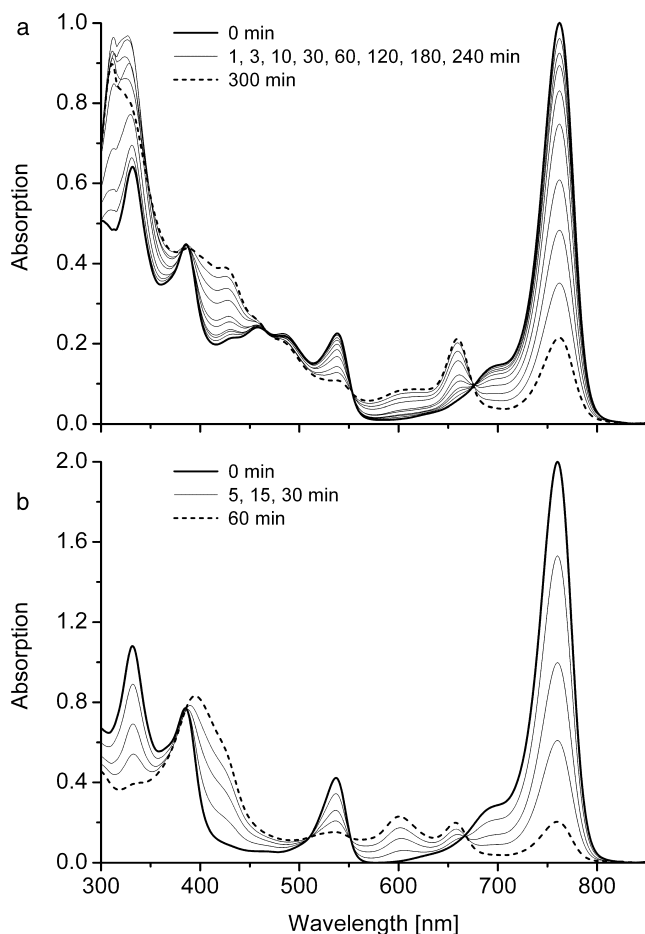 a
0 min
1, 3, 10, 30, 60, 120, 180, 240 min
300 min
1.0
0.8
0.6
0.4
0.2
0.0
Absorption
b
0 min
5, 15, 30 min
60 min
2.0
1.6
1.2
0.8
0.4
0.0
Absorption
300 400 500 600 700 800
Wavelength [nm]